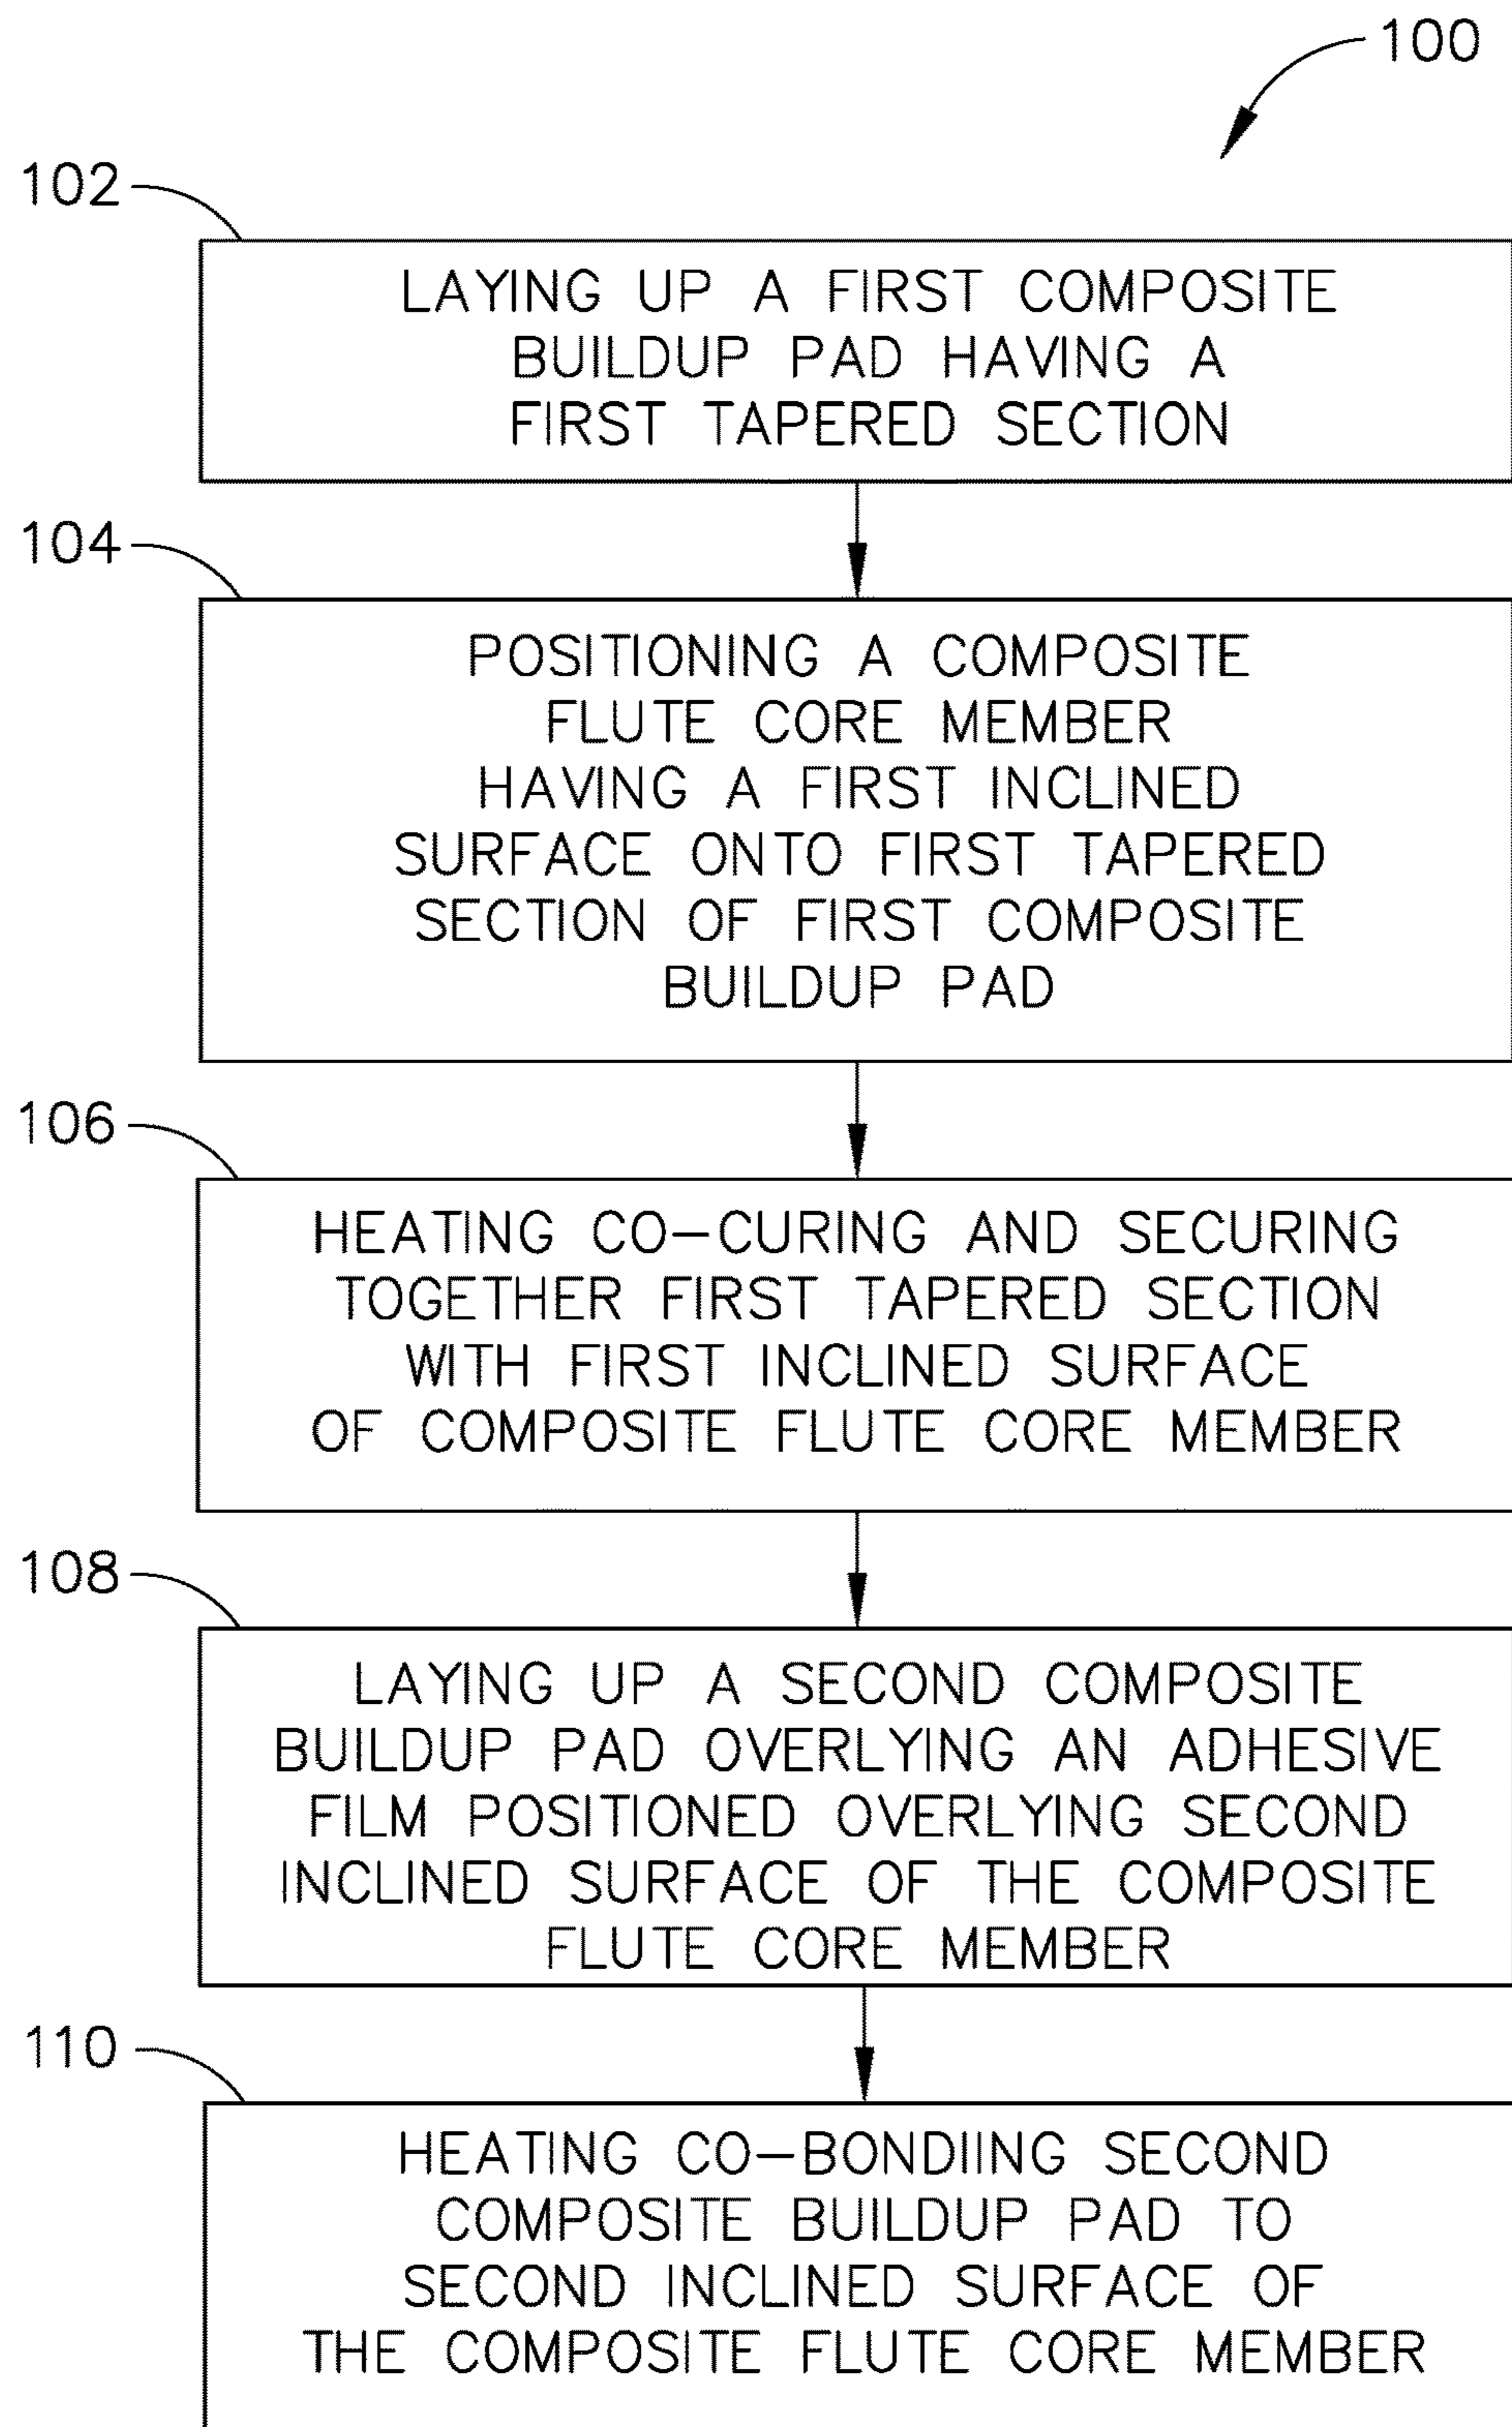 100
102
LAYING UP A FIRST COMPOSITE
BUILDUP PAD HAVING A
FIRST TAPERED SECTION
104
POSITIONING A COMPOSITE
FLUTE CORE MEMBER
HAVING A FIRST INCLINED
SURFACE ONTO FIRST TAPERED
SECTION OF FIRST COMPOSITE
BUILDUP PAD
106
HEATING CO-CURING AND SECURING
TOGETHER FIRST TAPERED SECTION
WITH FIRST INCLINED SURFACE
OF COMPOSITE FLUTE CORE MEMBER
108
LAYING UP A SECOND COMPOSITE
BUILDUP PAD OVERLYING AN ADHESIVE
FILM POSITIONED OVERLYING SECOND
INCLINED SURFACE OF THE COMPOSITE
FLUTE CORE MEMBER
110
HEATING CO-BONDIING SECOND
COMPOSITE BUILDUP PAD TO
SECOND INCLINED SURFACE OF
THE COMPOSITE FLUTE CORE MEMBER